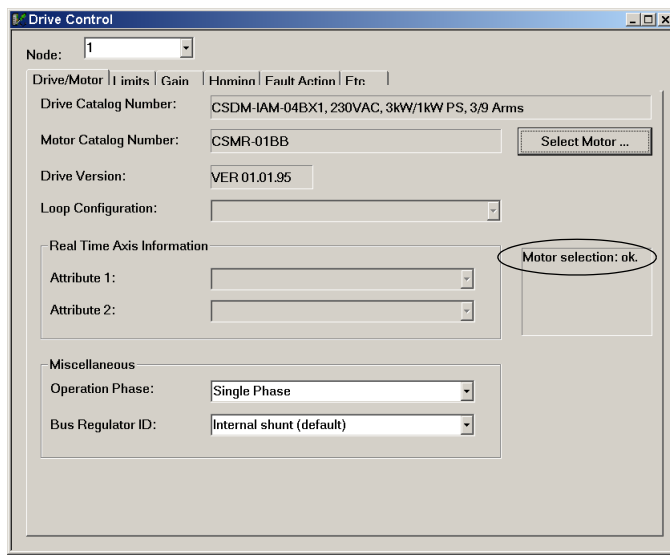 Drive Control
Node: 1
Drive/Motor Limits Gain Homing Fault Action Etc
Drive Catalog Number: CSDM-IAM-04BX1, 230VAC, 3kW/1kW PS, 3/9 Arms
Motor Catalog Number: CSMR-01BB Select Motor ...
Drive Version: VER 01.01.95
Loop Configuration:
Real Time Axis Information
Motor selection: ok.
Attribute 1:
Attribute 2:
Miscellaneous
Operation Phase: Single Phase
Bus Regulator ID: Internal shunt (default)